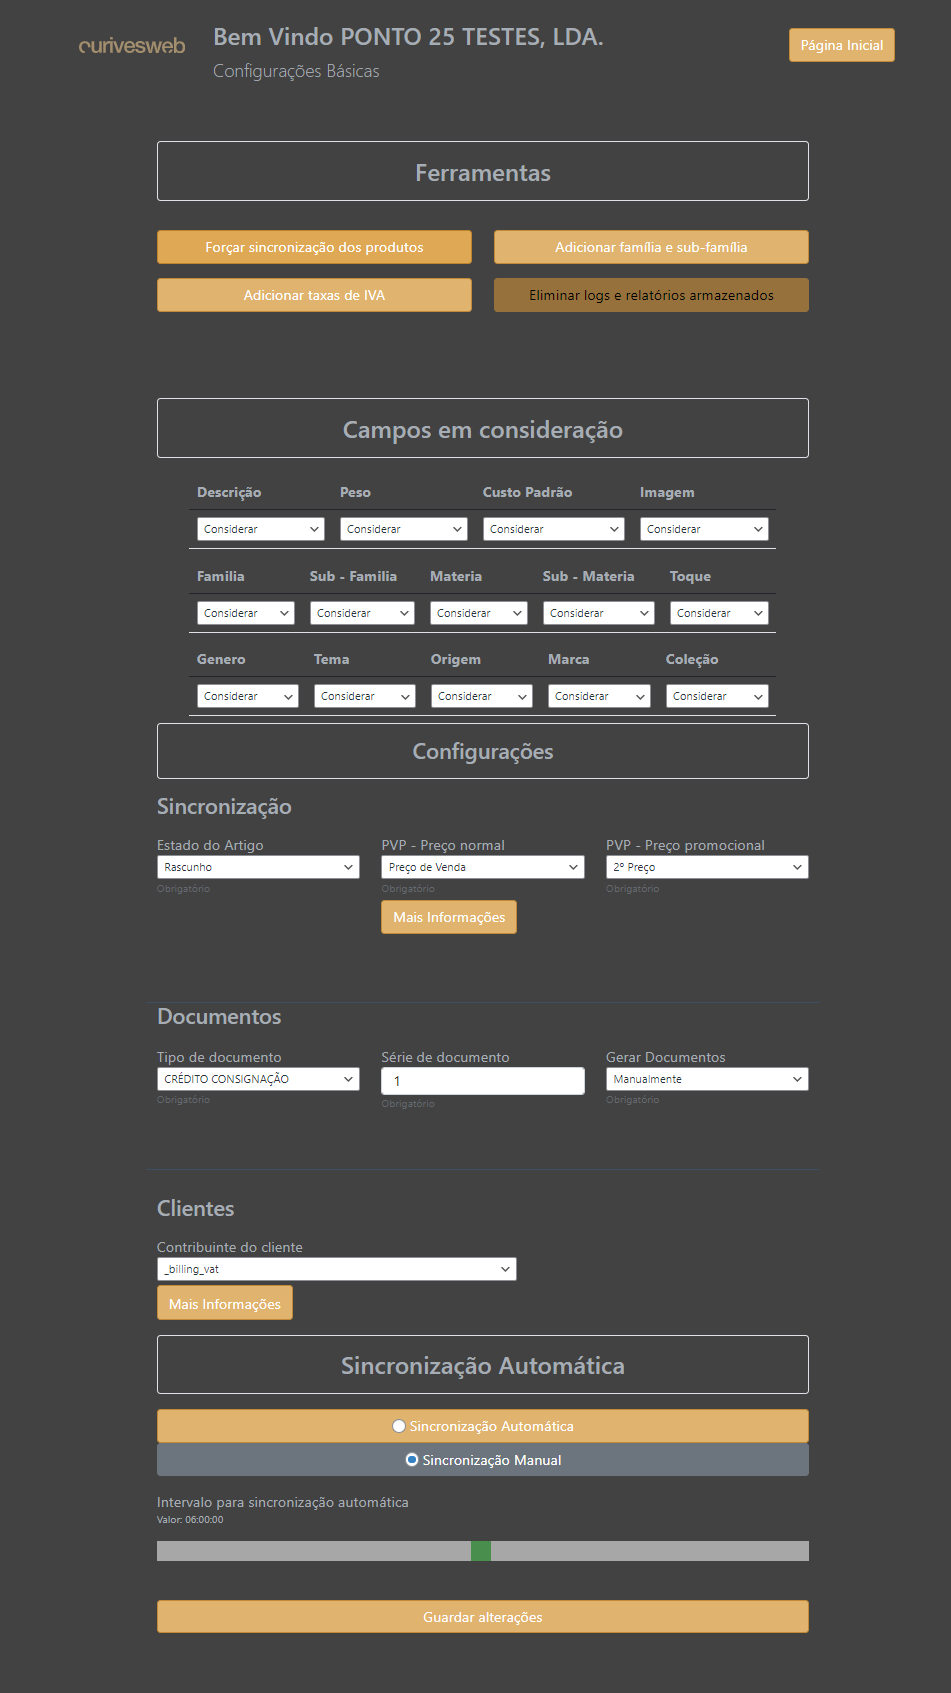 ourivesweb
Bem Vindo PONTO 25 TESTES, LDA.
Configurações Básicas
Página Inicial
Ferramentas
Forçar sincronização dos produtos
Adicionar família e sub-família
Adicionar taxas de IVA
Eliminar logs e relatórios armazenados
Campos em consideração
Descrição Peso Custo Padrão Imagem
Considerar Considerar Considerar Considerar
Familia Sub - Familia Materia Sub - Materia Toque
Considerar Considerar Considerar Considerar Considerar
Genero Tema Origem Marca Coleção
Considerar Considerar Considerar Considerar Considerar
Configurações
Sincronização
Estado do Artigo PVP - Preço normal PVP - Preço promocional
Rascunho Preço de Venda 2º Preço
Obrigatório Obrigatório Obrigatório
Mais Informações
Documentos
Tipo de documento Série de documento Gerar Documentos
CRÉDITO CONSIGNAÇÃO 1 Manualmente
Obrigatório Obrigatório Obrigatório
Clientes
Contribuinte do cliente
_billing_vat
Mais Informações
Sincronização Automática
Sincronização Automática
Sincronização Manual
Intervalo para sincronização automática
Valor: 06:00:00
Guardar alterações